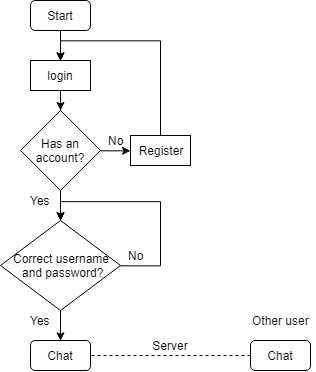 Start
login
Has an
account?
No
Register
Yes
Correct username
and password?
No
Yes
Other user
Chat
Server
Chat